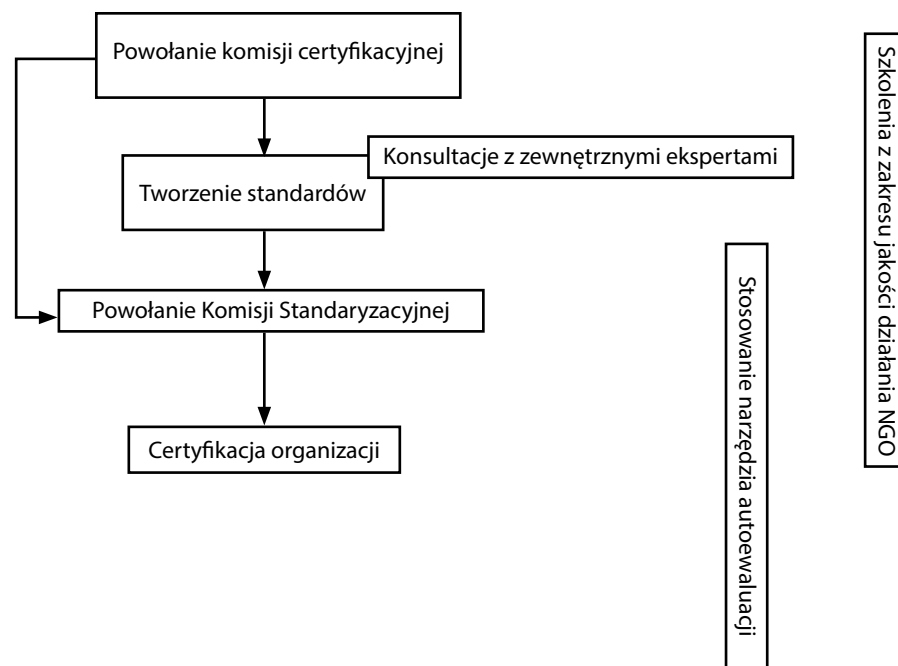 Powołanie komisji certyfikacyjnej
Konsultacje z zewnętrznymi ekspertami
Tworzenie standardów
Powołanie Komisji Standaryzacyjnej
Certyfikacja organizacji
Stosowanie narzędzia autoewaluacji
Szkolenia z zakresu jakości działania NGO